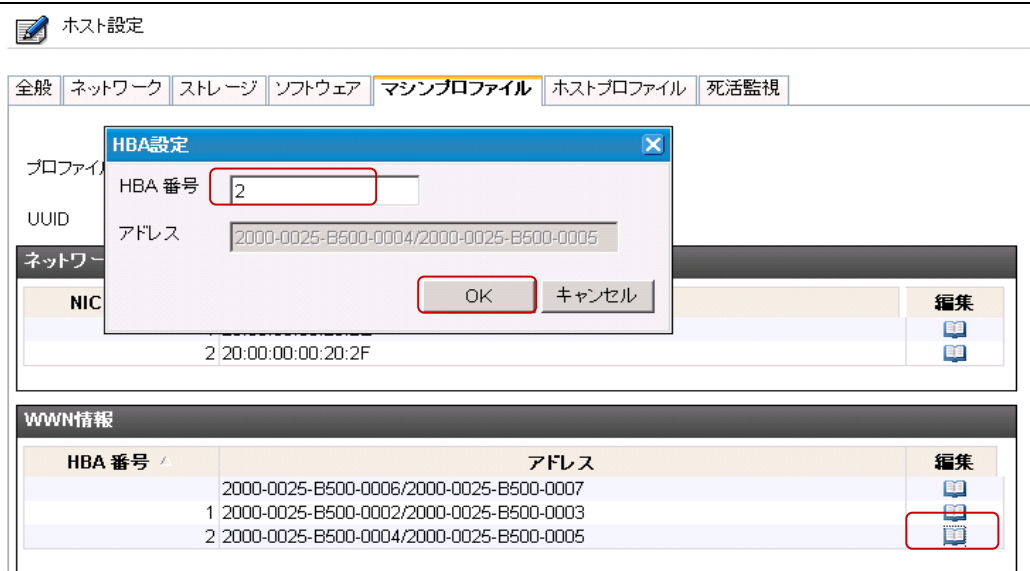 ホスト設定
全般 ネットワーク ストレージ ソフトウェア マシンプロファイル ホストプロファイル 死活監視
HBA設定
プロファイル
HBA 番号 2
UUID
アドレス 2000-0025-B500-0004/2000-0025-B500-0005
ネットワー
OK キャンセル
NIC 編集
2 20:00:00:00:20:2F
WWN情報
HBA 番号 アドレス 編集
2000-0025-B500-0006/2000-0025-B500-0007
1 2000-0025-B500-0002/2000-0025-B500-0003
2 2000-0025-B500-0004/2000-0025-B500-0005